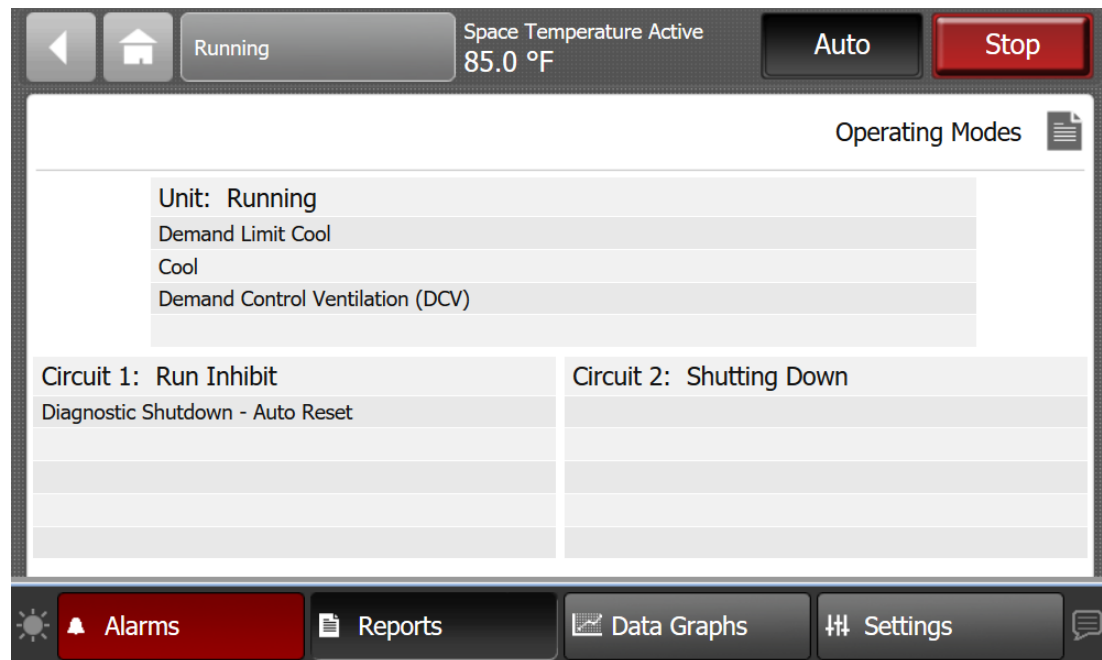 Running
Space Temperature Active
85.0 °F
Auto
Stop
Operating Modes
Unit: Running
Demand Limit Cool
Cool
Demand Control Ventilation (DCV)
Circuit 1: Run Inhibit
Diagnostic Shutdown - Auto Reset
Circuit 2: Shutting Down
Alarms
Reports
Data Graphs
Settings